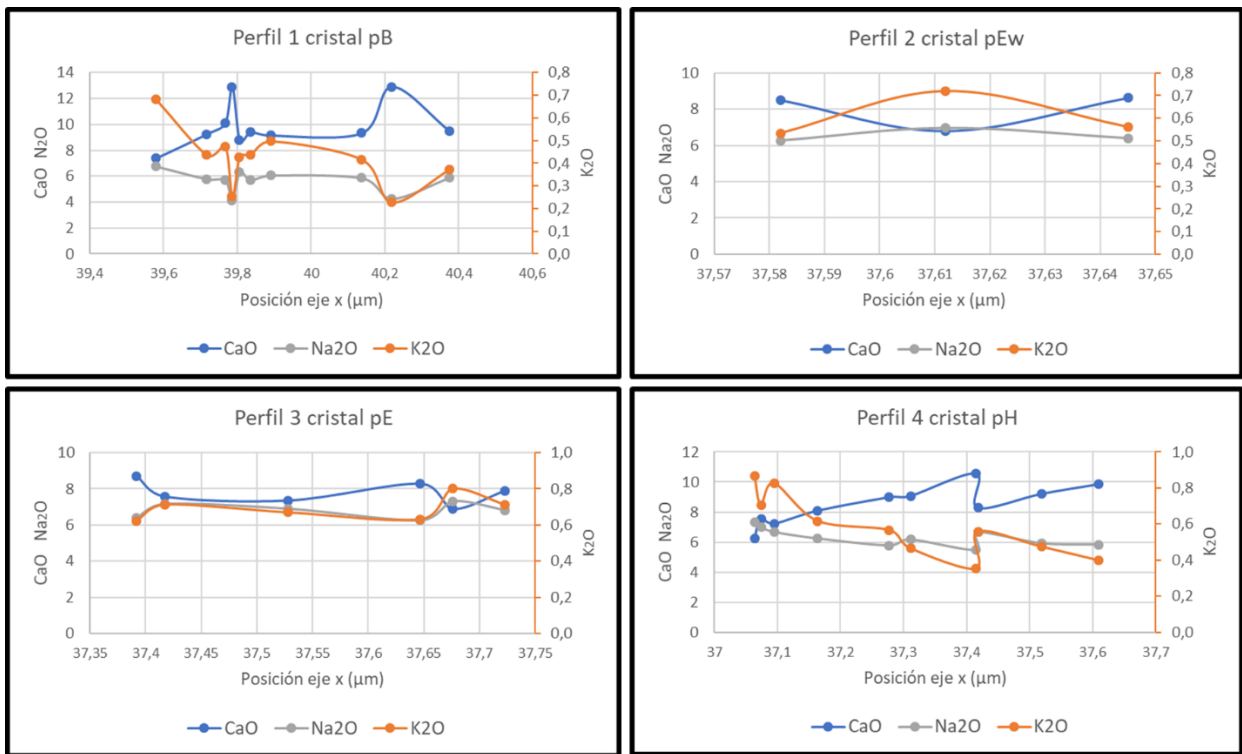 Perfil 1 cristal pB
14
12
10
8
6
4
2
0
CaO N2O
0,8
0,7
0,6
0,5
0,4
0,3
0,2
0,1
0,0
K2O
39,4 39,6 39,8 40 40,2 40,4 40,6
Posición eje x (µm)
CaO Na2O K2O
Perfil 2 cristal pEw
10
8
6
4
2
0
CaO Na2O
0,8
0,7
0,6
0,5
0,4
0,3
0,2
0,1
0,0
K2O
37,57 37,58 37,59 37,6 37,61 37,62 37,63 37,64 37,65
Posición eje x (µm)
CaO Na2O K2O
Perfil 3 cristal pE
10
8
6
4
2
0
CaO Na2O
1,0
0,8
0,6
0,4
0,2
0,0
K2O
37,35 37,4 37,45 37,5 37,55 37,6 37,65 37,7 37,75
Posición eje x (µm)
CaO Na2O K2O
Perfil 4 cristal pH
12
10
8
6
4
2
0
CaO Na2O
1,0
0,8
0,6
0,4
0,2
0,0
K2O
37 37,1 37,2 37,3 37,4 37,5 37,6 37,7
Posición eje x (µm)
CaO Na2O K2O